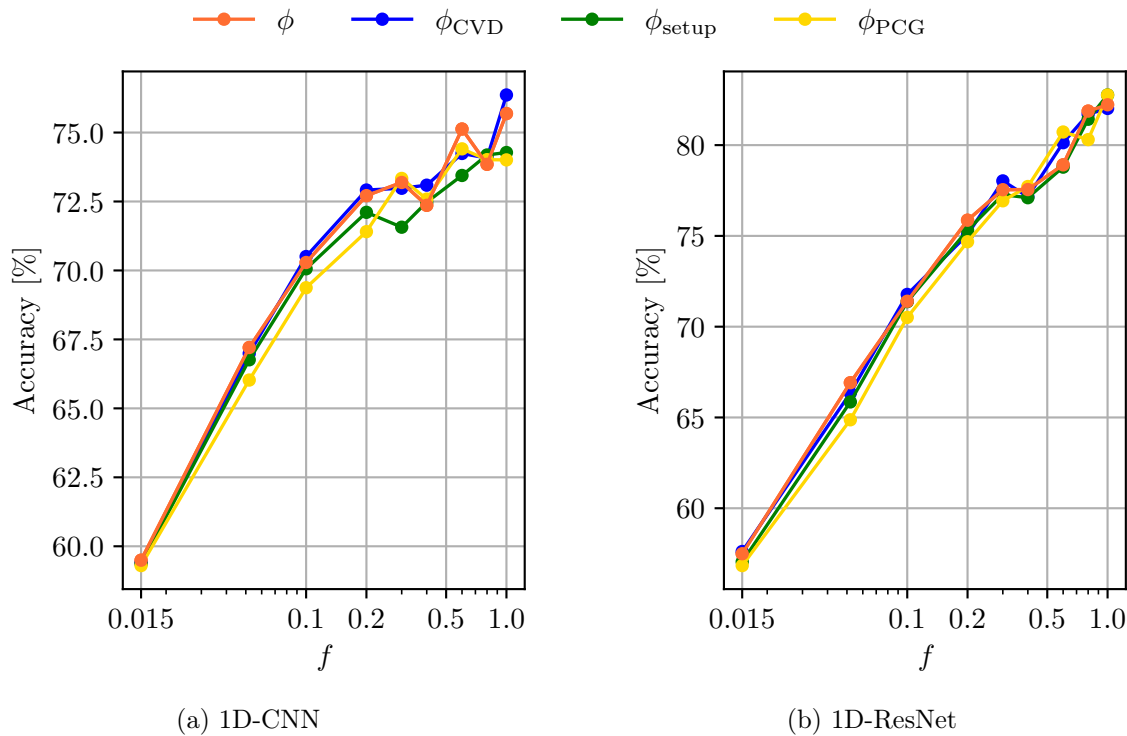 ϕ ϕCVD ϕsetup ϕPCG
75.0
72.5
70.0
67.5
65.0
62.5
60.0
Accuracy [%]
0.015 0.1 0.2 0.5 1.0
f
(a) 1D-CNN
80
75
70
65
60
Accuracy [%]
0.015 0.1 0.2 0.5 1.0
f
(b) 1D-ResNet